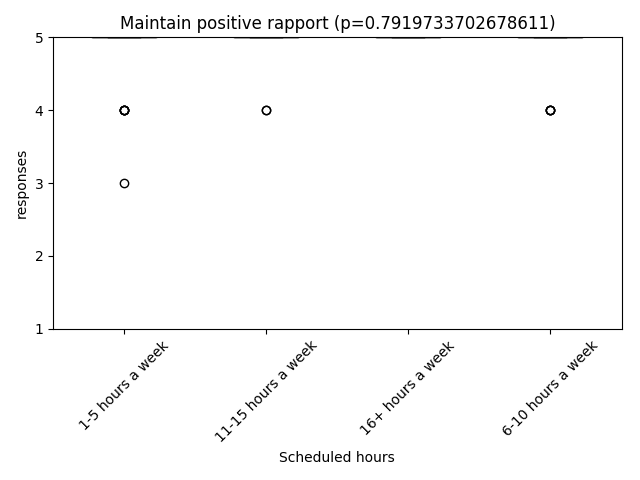 Maintain positive rapport (p=0.7919733702678611)
5
4
3
2
1
responses
1-5 hours a week
11-15 hours a week
16+ hours a week
6-10 hours a week
Scheduled hours